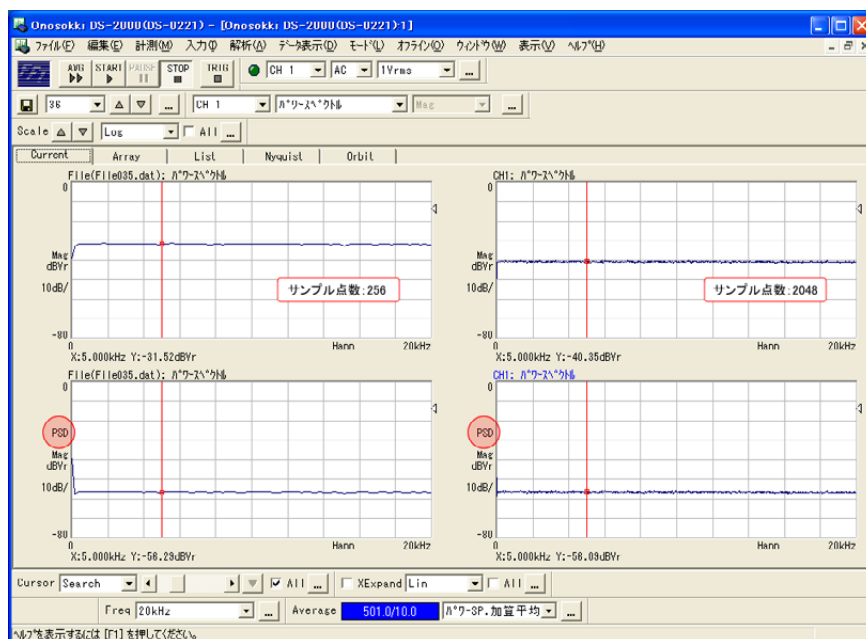 Onosokki DS-2000(DS-0221) - [Onosokki DS-2000(DS-0221):1]
ファイル(F) 編集(E) 計測(M) 入力(I) 解析(A) データ表示(D) モード(L) オフライン(O) ウィンドウ(W) 表示(V) ヘルプ(H)
AVG START PAUSE STOP TRIG CH 1 AC 1Vrms ...
36 ... CH 1 パワースペクトル Mag ...
Scale Log All ...
Current Array List Nyquist Orbit
File(File035.dat): パワースペクトル
0
Mag
dBVr
10dB/
サンプル点数:256
-80
0 Hann 20kHz
X:5.000kHz Y:-31.52dBVr
CH1: パワースペクトル
0
Mag
dBVr
10dB/
サンプル点数:2048
-80
0 Hann 20kHz
X:5.000kHz Y:-40.35dBVr
File(File035.dat): パワースペクトル
0
PSD
Mag
dBVr
10dB/
-80
0 Hann 20kHz
X:5.000kHz Y:-56.29dBVr
CH1: パワースペクトル
0
PSD
Mag
dBVr
10dB/
-80
0 Hann 20kHz
X:5.000kHz Y:-56.09dBVr
Cursor Search All ... XExpand Lin All ...
Freq 20kHz ... Average 501.0/10.0 パワーSP.加算平均 ...
ヘルプを表示するには [F1] を押してください。